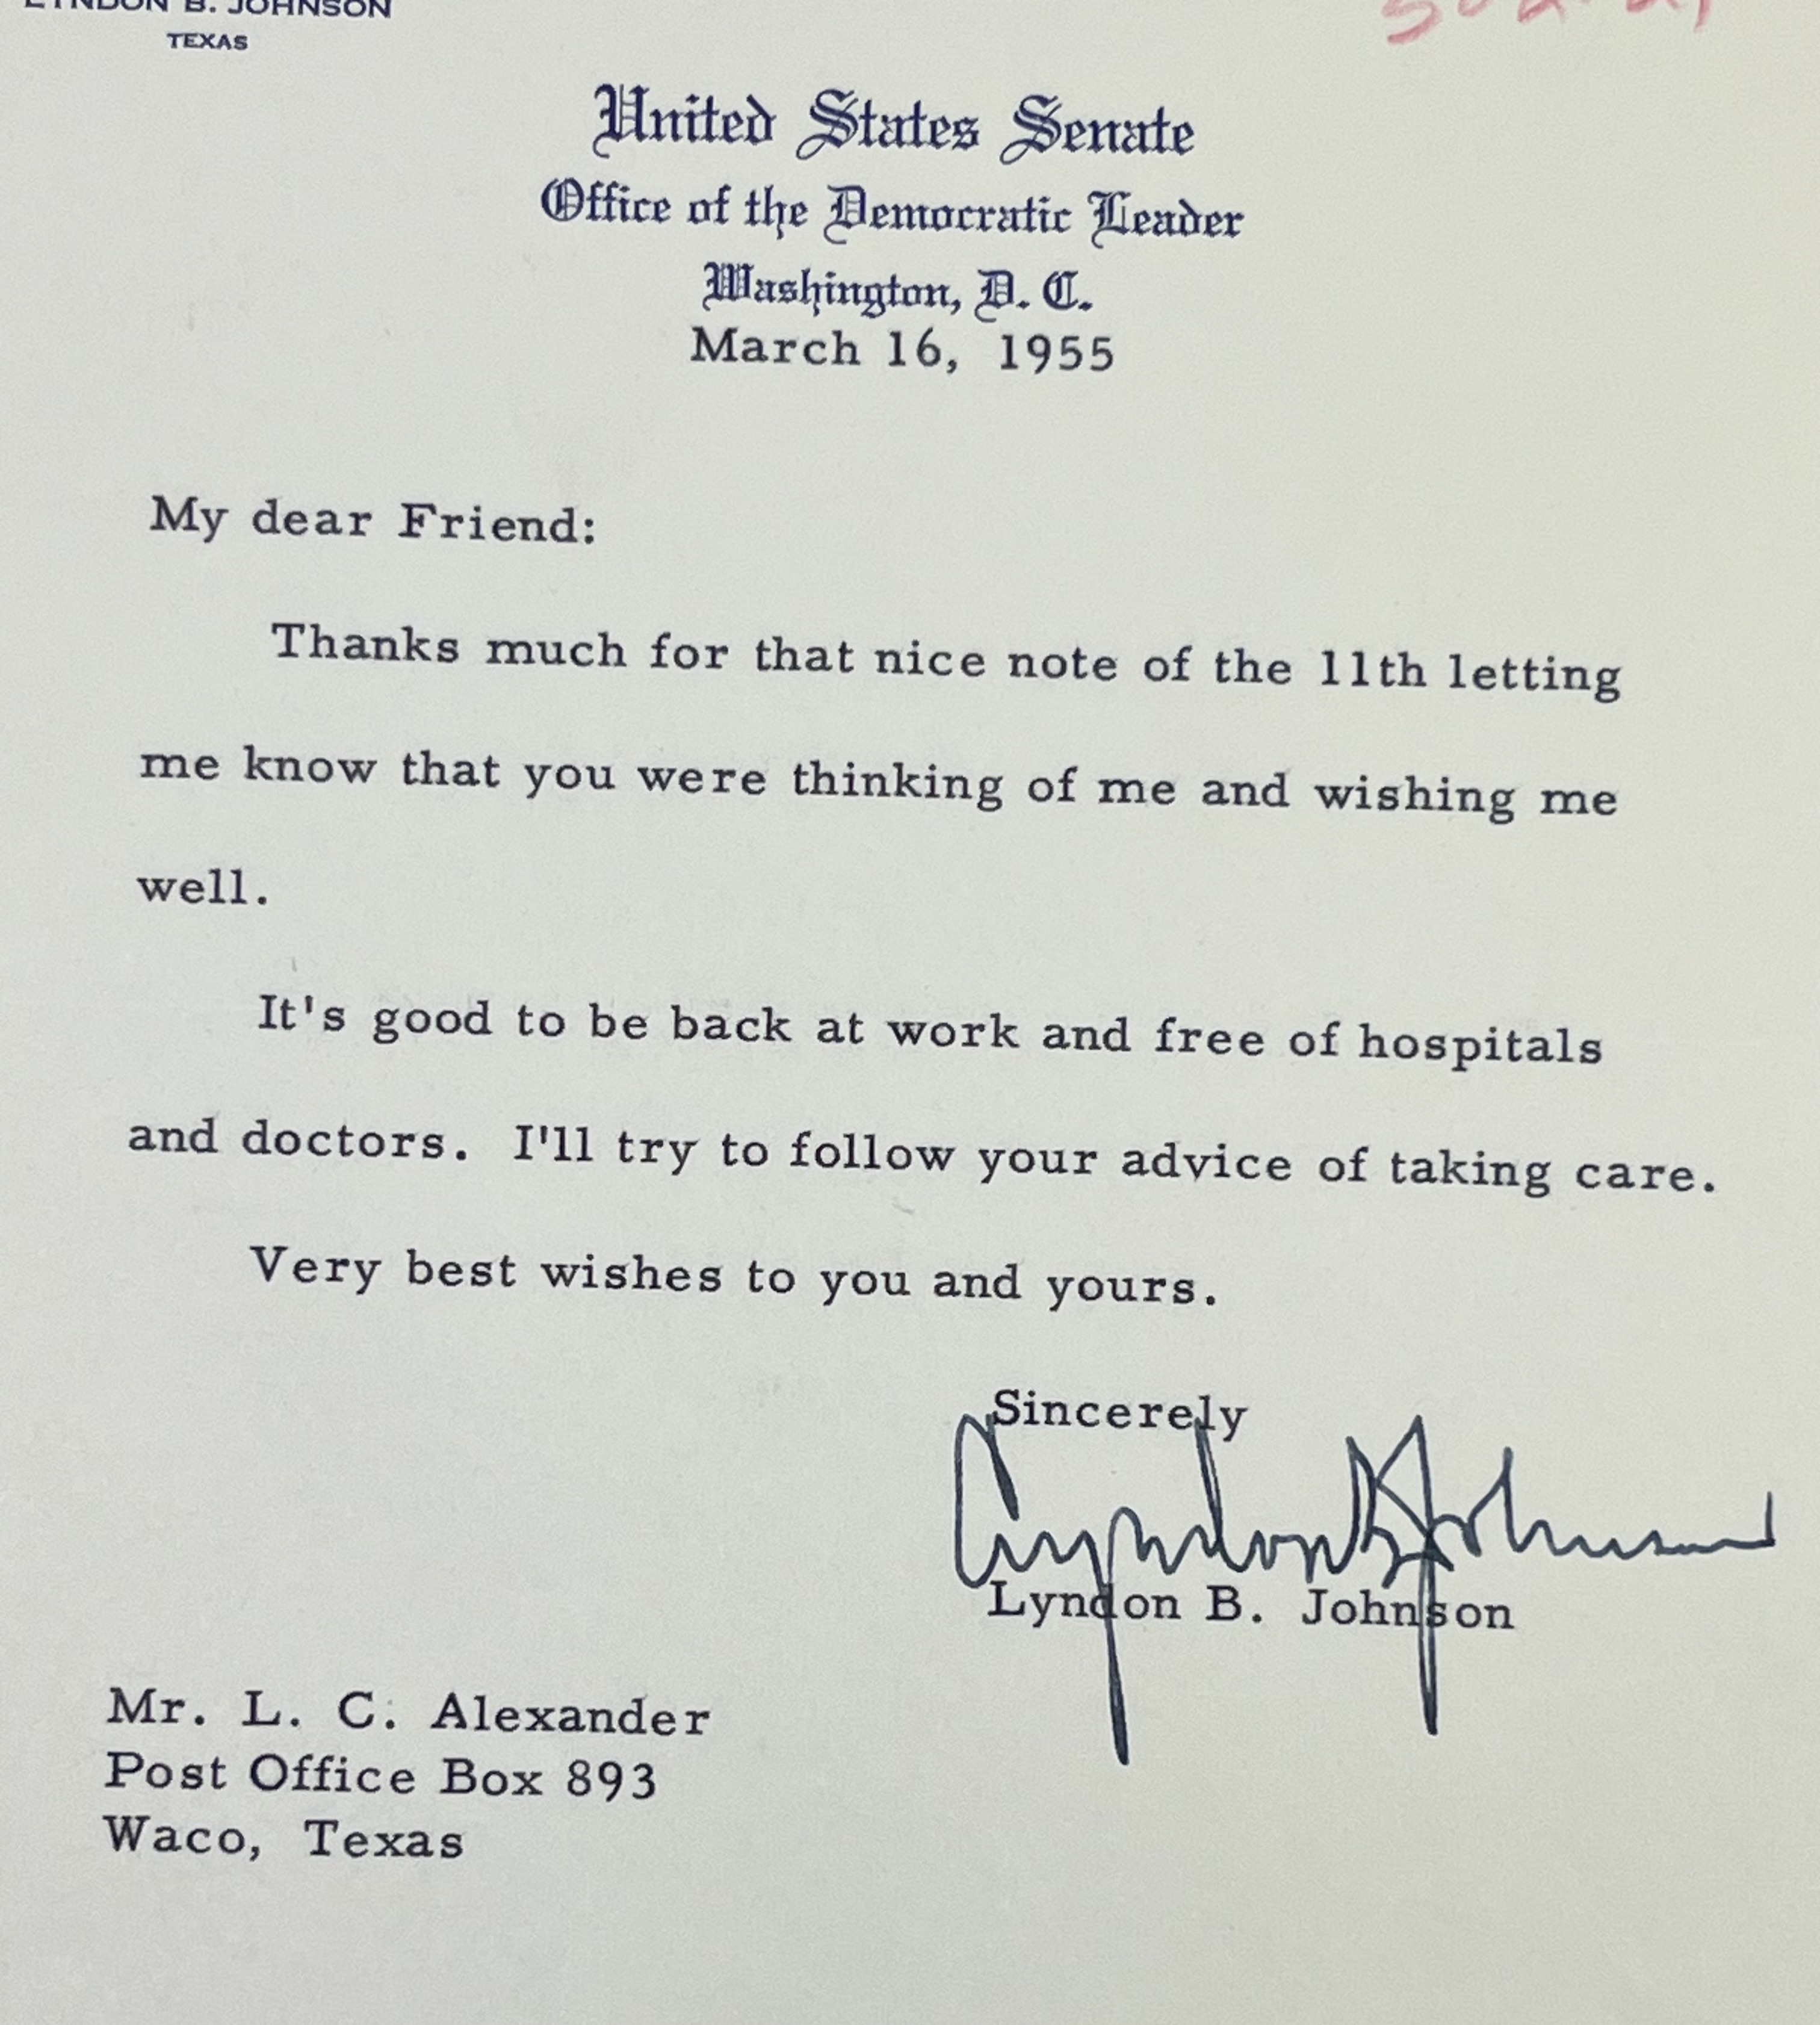 LYNDON B. JOHNSON
TEXAS
United States Senate
Office of the Democratic Leader
Washington, D. C.
March 16, 1955
My dear Friend:
Thanks much for that nice note of the 11th letting
me know that you were thinking of me and wishing me
well.
It's good to be back at work and free of hospitals
and doctors. I'll try to follow your advice of taking care.
Very best wishes to you and yours.
Sincerely
Lyndon B Johnson
Lyndon B. Johnson
Mr. L. C. Alexander
Post Office Box 893
Waco, Texas